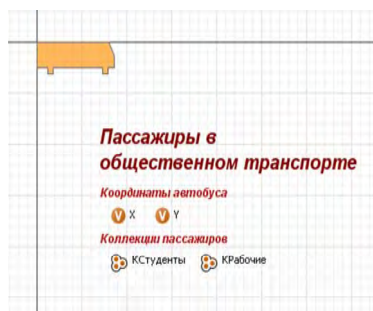 Пассажиры в
общественном транспорте
Координаты автобуса
V X V Y
Коллекции пассажиров
КСтуденты КРабочие